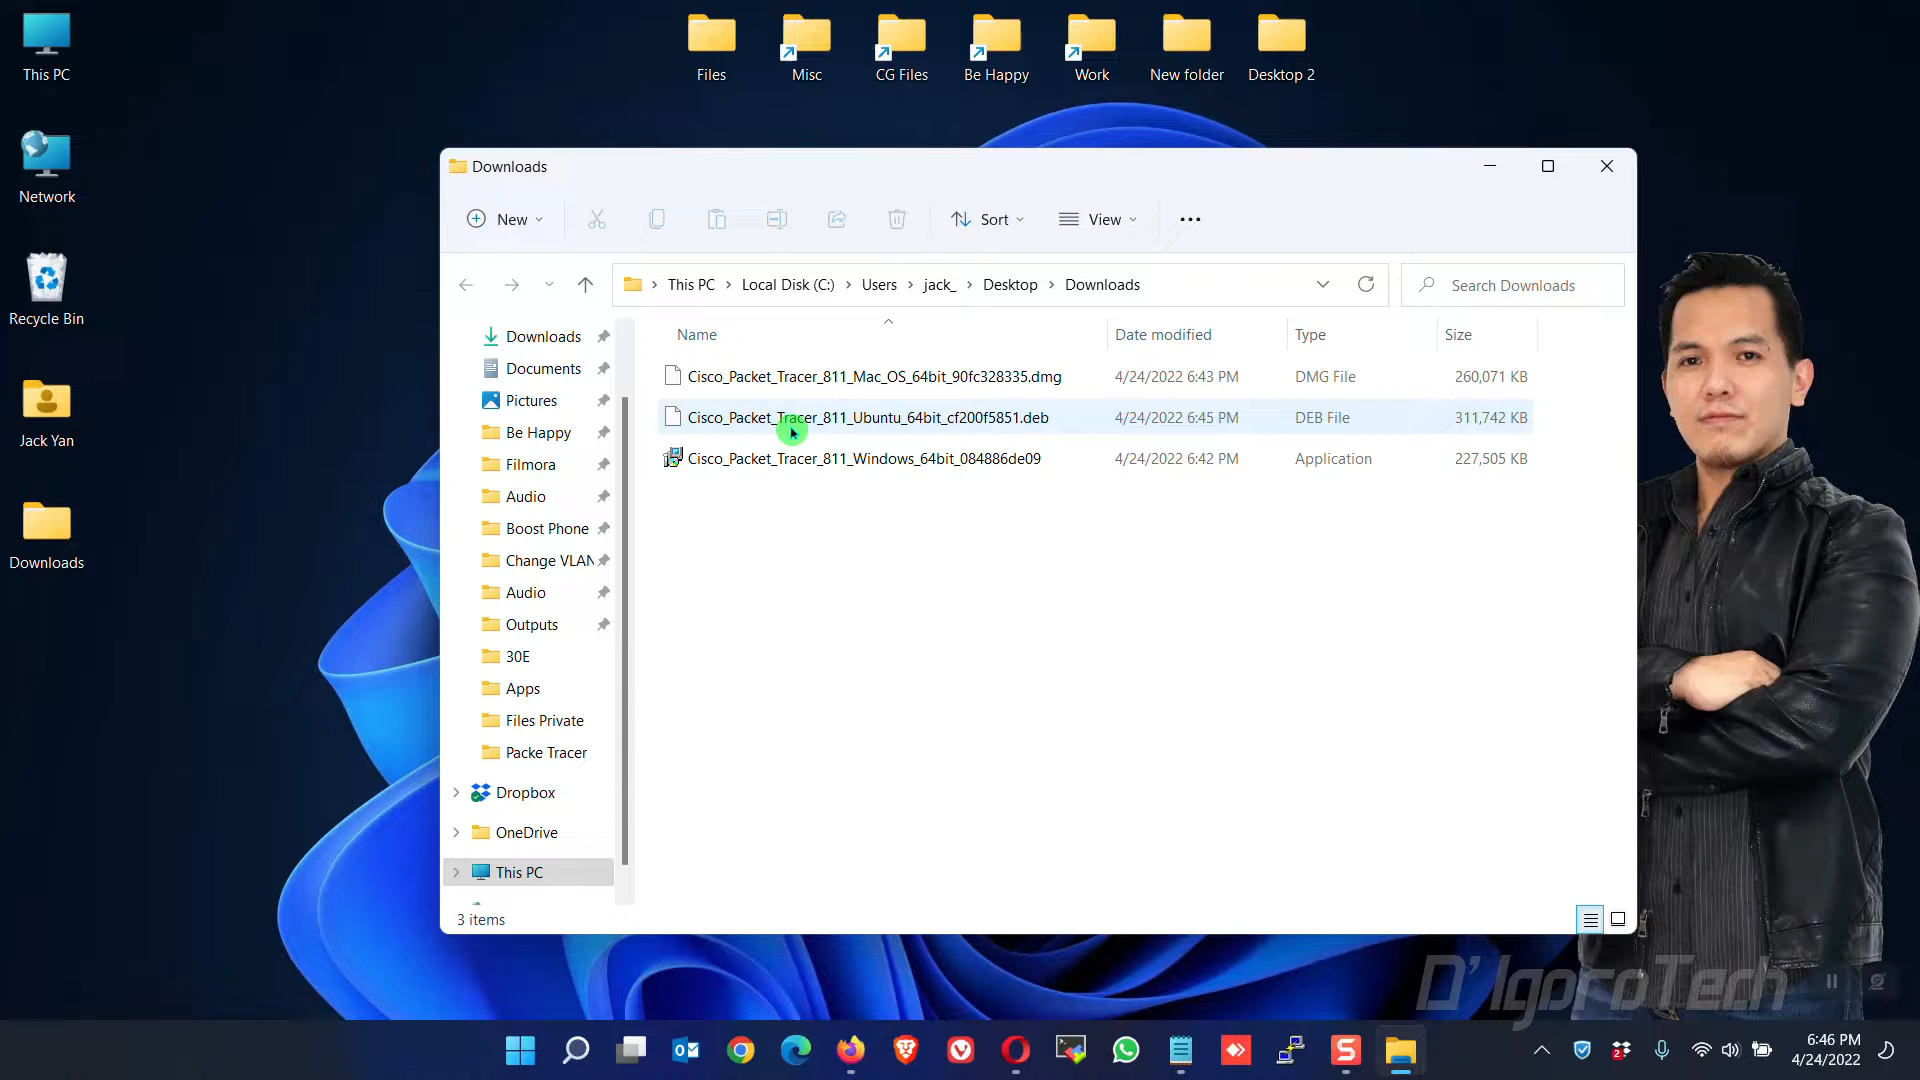 This PC
Network
Recycle Bin
Jack Yan
Downloads
Files
Misc
CG Files
Be Happy
Work
New folder
Desktop 2
Downloads
New
Sort
View
This PC
Local Disk (C:)
Users
jack_
Desktop
Downloads
Search Downloads
Downloads
Documents
Pictures
Be Happy
Filmora
Audio
Boost Phone
Change VLAN
Audio
Outputs
30E
Apps
Files Private
Packe Tracer
Dropbox
OneDrive
This PC
Name Date modified Type Size
Cisco_Packet_Tracer_811_Mac_OS_64bit_90fc328335.dmg 4/24/2022 6:43 PM DMG File 260,071 KB
Cisco_Packet_Tracer_811_Ubuntu_64bit_cf200f5851.deb 4/24/2022 6:45 PM DEB File 311,742 KB
Cisco_Packet_Tracer_811_Windows_64bit_084886de09 4/24/2022 6:42 PM Application 227,505 KB
3 items
D'IgoroTech
6:46 PM
4/24/2022